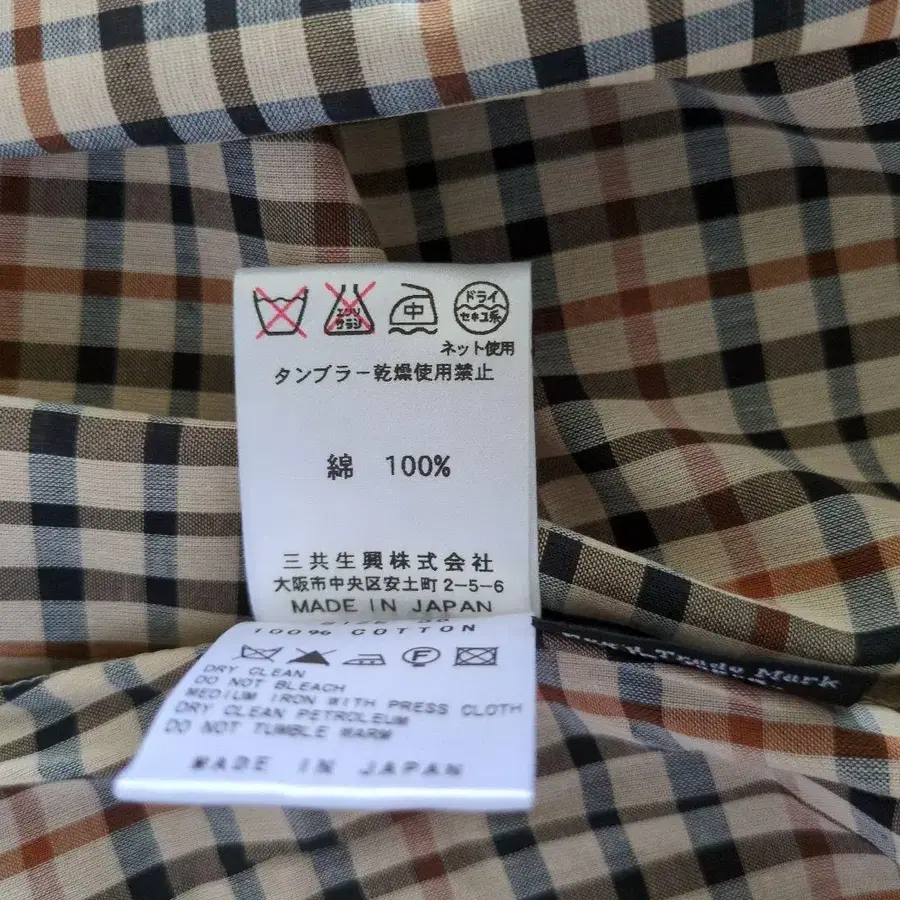 エンソ
サラシ
中
ドライ
セキユ系
ネット使用
タンブラー乾燥使用禁止
綿 100%
三共生興株式会社
大阪市中央区安土町2-5-6
MADE IN JAPAN
100% COTTON
F
DRY CLEAN
DO NOT BLEACH
MEDIUM IRON WITH PRESS CLOTH
DRY CLEAN PETROLEUM
DO NOT TUMBLE WARM
MADE IN JAPAN
Trade Mark